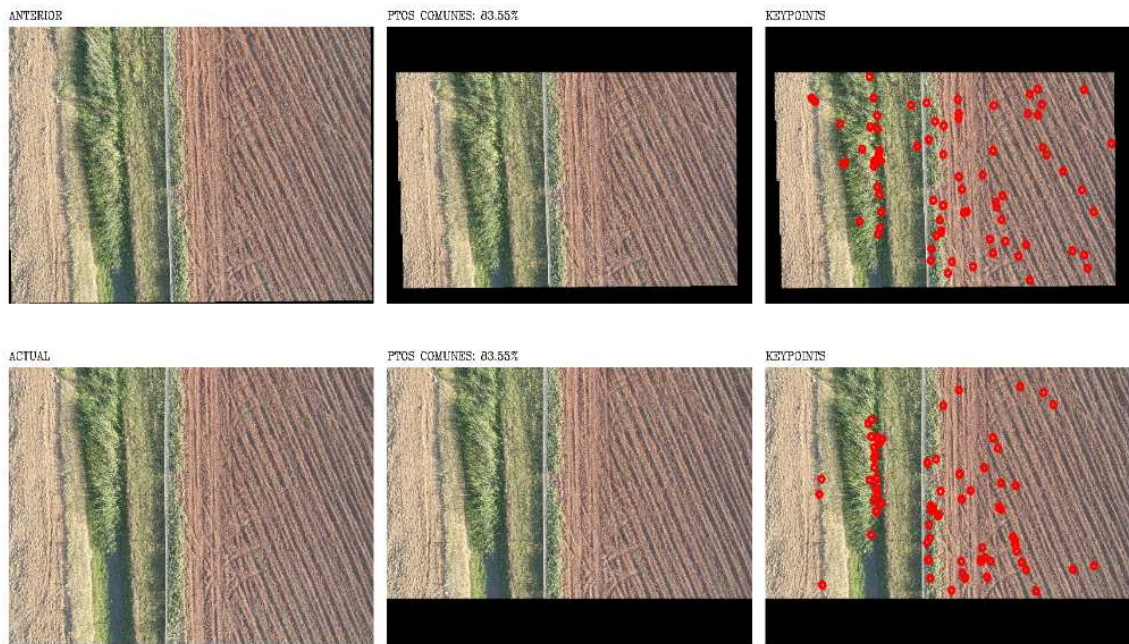 ANTERIOR
PTOS COMUNES: 83.55%
KEYPOINTS
ACTUAL
PTOS COMUNES: 83.55%
KEYPOINTS